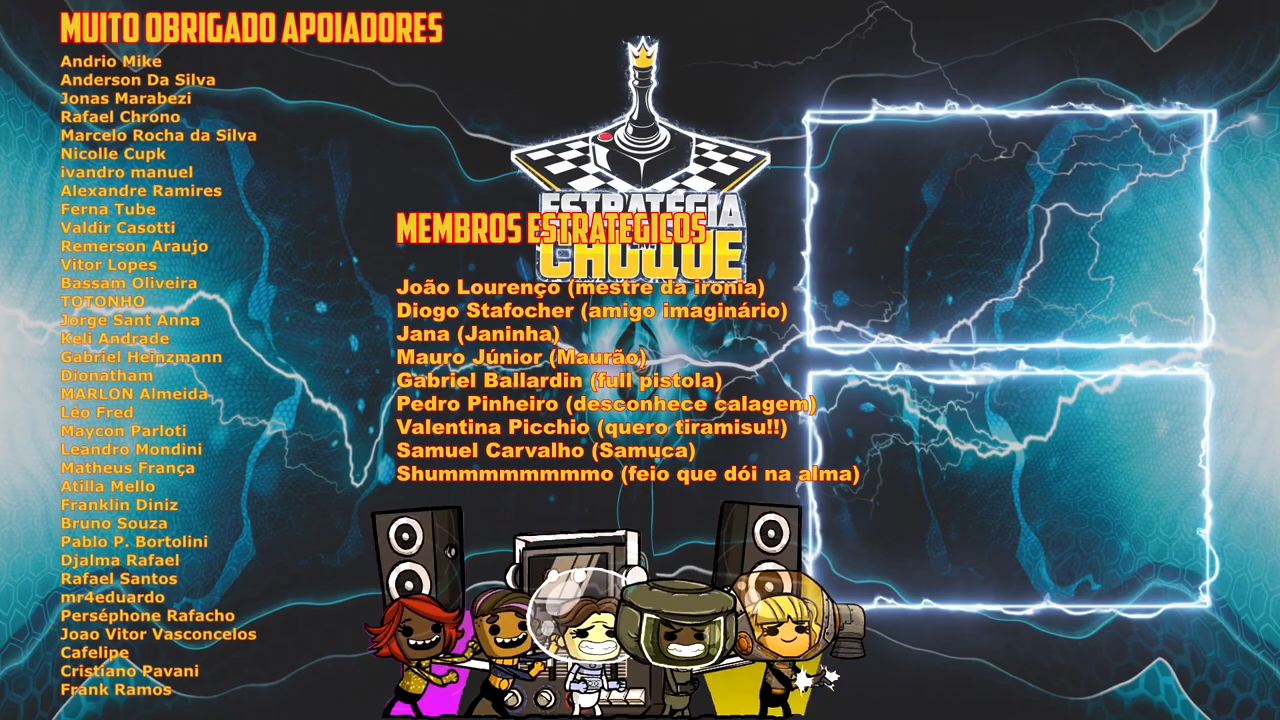 MUITO OBRIGADO APOIADORES
Andrio Mike
Anderson Da Silva
Jonas Marabezi
Rafael Chrono
Marcelo Rocha da Silva
Nicolle Cupk
ivandro manuel
Alexandre Ramires
Ferna Tube
Valdir Casotti
Remerson Araujo
Vitor Lopes
Bassam Oliveira
TOTONHO
Jorge Sant Anna
Keli Andrade
Gabriel Heinzmann
Dionatham
MARLON Almeida
Lèo Fred
Maycon Parloti
Leandro Mondini
Matheus França
Atilla Mello
Franklin Diniz
Bruno Souza
Pablo P. Bortolini
Djalma Rafael
Rafael Santos
mr4eduardo
Perséphone Rafacho
Joao Vitor Vasconcelos
Cafelipe
Cristiano Pavani
Frank Ramos
ESTRATÉGIA
CHOQUE
MEMBROS ESTRATEGICOS
João Lourenço (mestre da ironia)
Diogo Stafocher (amigo imaginário)
Jana (Janinha)
Mauro Júnior (Maurão)
Gabriel Ballardin (full pistola)
Pedro Pinheiro (desconhece calagem)
Valentina Picchio (quero tiramisu!!)
Samuel Carvalho (Samuca)
Shummmmmmmmo (feio que dói na alma)